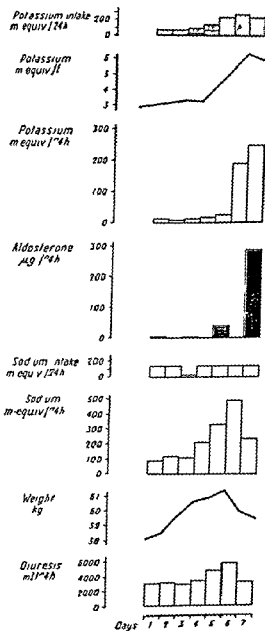 Potassium intake
m equiv/24h
200
0
Potassium
m equiv/l
6
5
4
3
Potassium
m equiv/24h
300
200
100
0
Aldosterone
µg/24h
300
200
100
0
Sodium intake
m equiv/24h
200
0
Sodium
m-equiv/24h
500
400
300
200
100
0
Weight
kg
61
60
59
58
Diuresis
ml/24h
6000
4000
2000
0
Days 1 2 3 4 5 6 7